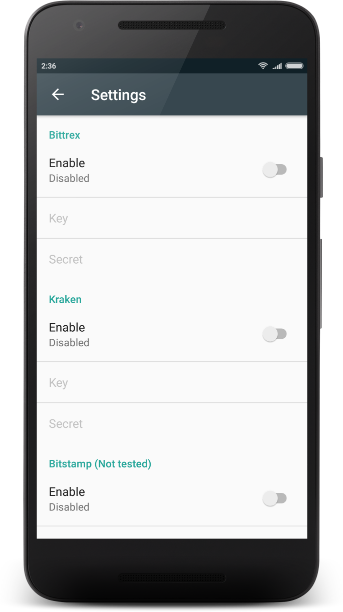 2:36
Settings
Bittrex
Enable
Disabled
Key
Secret
Kraken
Enable
Disabled
Key
Secret
Bitstamp (Not tested)
Enable
Disabled